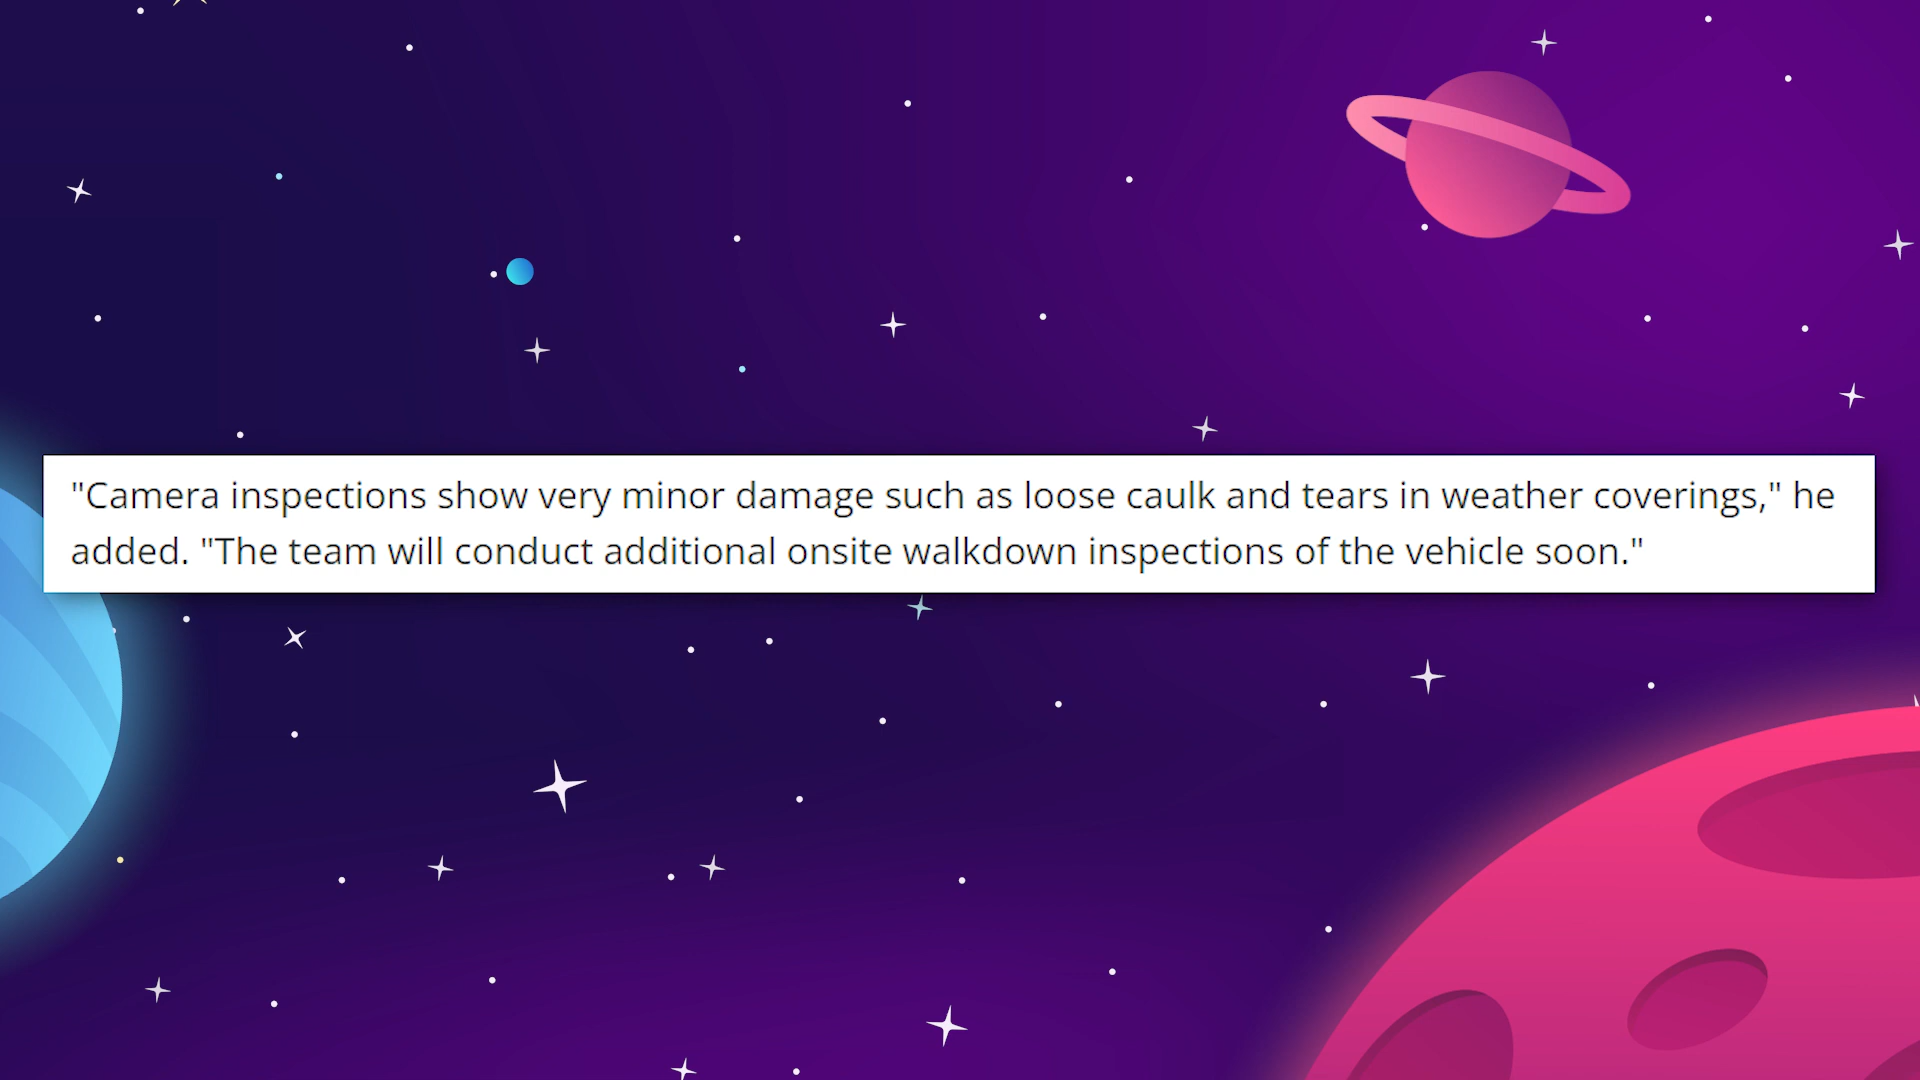 "Camera inspections show very minor damage such as loose caulk and tears in weather coverings," he
added. "The team will conduct additional onsite walkdown inspections of the vehicle soon."